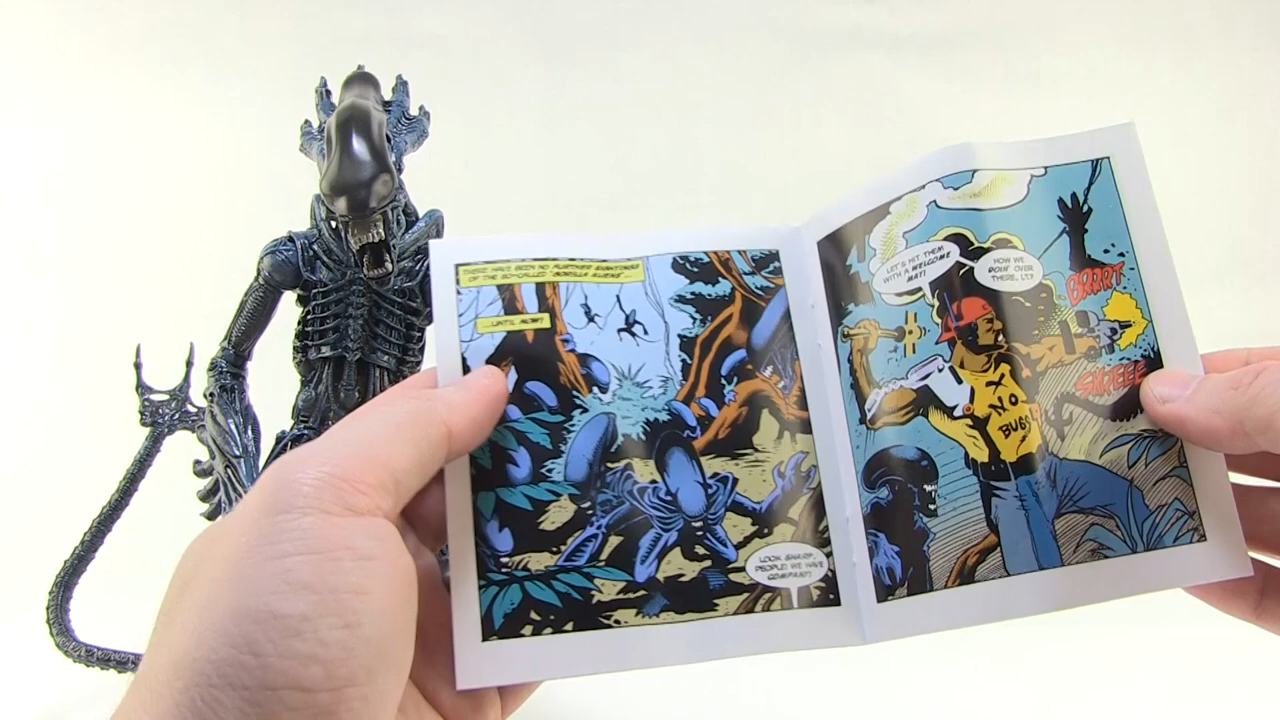 THERE HAVE BEEN NO FURTHER SIGHTINGS
OF THE SO-CALLED "GORILLA ALIENS"...
...UNTIL NOW!
LOOK SHARP,
PEOPLE! WE HAVE
COMPANY!
LET'S HIT THEM
WITH A WELCOME
MAT!
HOW WE
DOIN' OVER
THERE, LT?
BRRRT
X
NO
BUGS
SKREEE